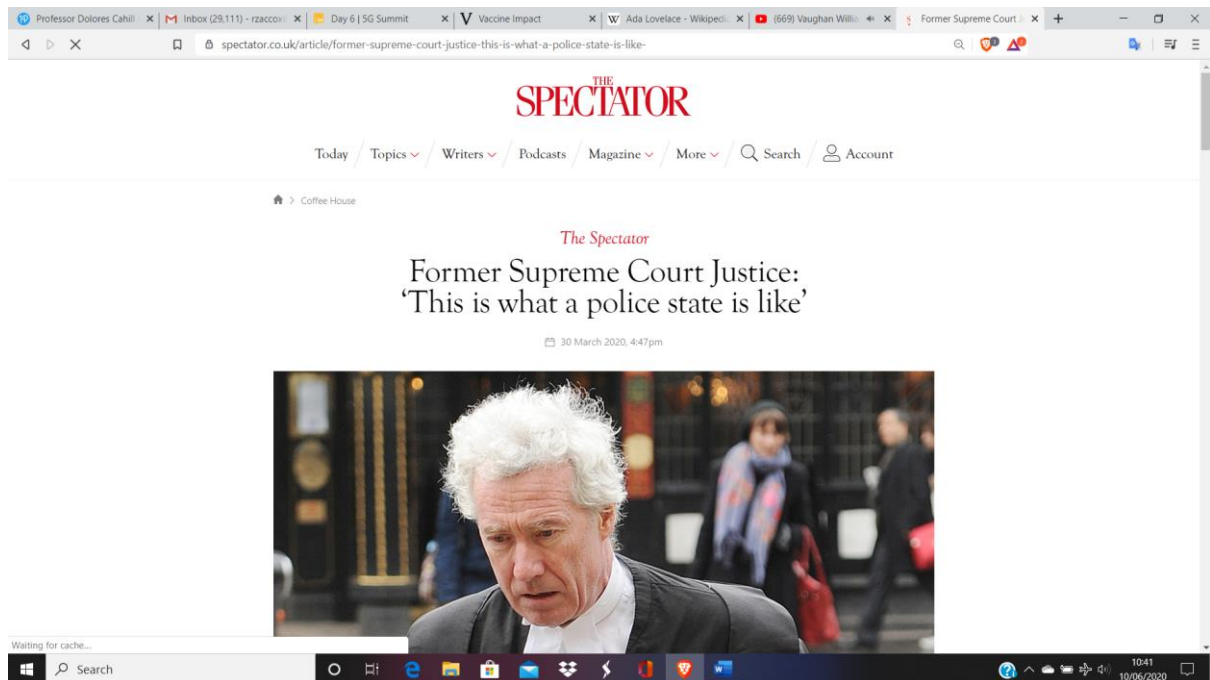 Professor Dolores Cahill
Inbox (29,111) - rzaccoxi
Day 6 | 5G Summit
Vaccine Impact
Ada Lovelace - Wikipedi
(669) Vaughan Willia
Former Supreme Court J
spectator.co.uk/article/former-supreme-court-justice-this-is-what-a-police-state-is-like-
THE
SPECTATOR
Today / Topics / Writers / Podcasts / Magazine / More / Search / Account
> Coffee House
The Spectator
Former Supreme Court Justice:
‘This is what a police state is like’
30 March 2020, 4:47pm
Waiting for cache...
Search
10:41
10/06/2020